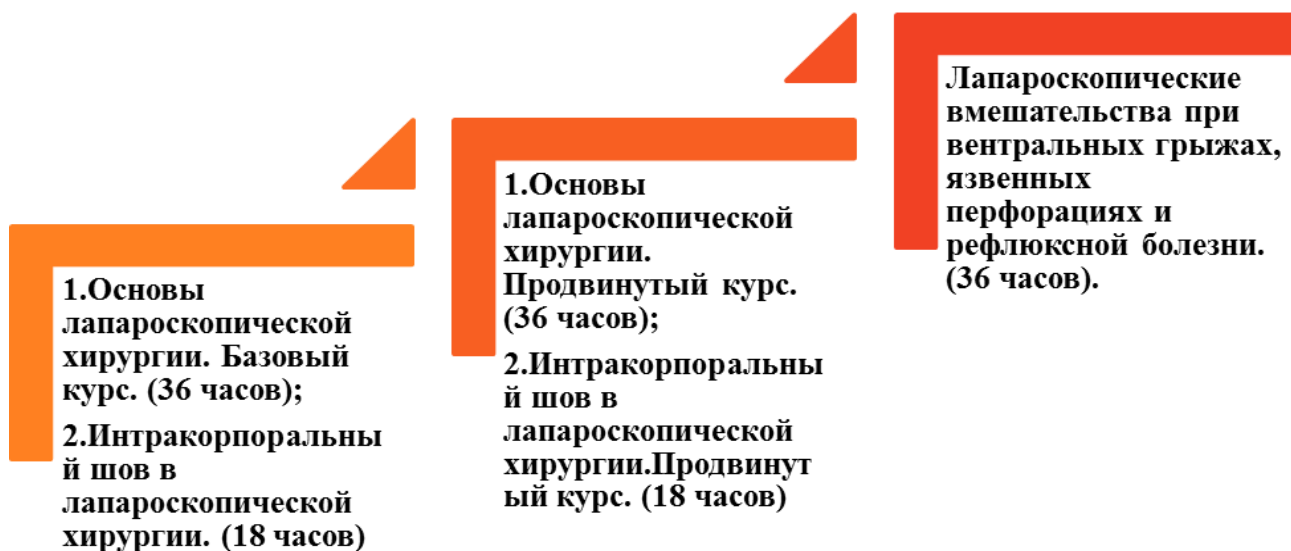 1.Основы
лапароскопической
хирургии. Базовый
курс. (36 часов);
2.Интракорпоральны
й шов в
лапароскопической
хирургии. (18 часов)
1.Основы
лапароскопической
хирургии.
Продвинутый курс.
(36 часов);
2.Интракорпоральны
й шов в
лапароскопической
хирургии.Продвинут
ый курс. (18 часов)
Лапароскопические
вмешательства при
вентральных грыжах,
язвенных
перфорациях и
рефлюксной болезни.
(36 часов).